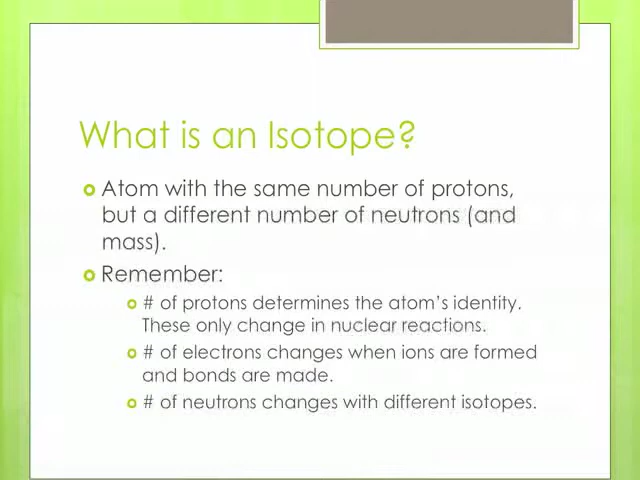 What is an Isotope?
Atom with the same number of protons,
but a different number of neutrons (and
mass).
Remember:
# of protons determines the atom's identity.
These only change in nuclear reactions.
# of electrons changes when ions are formed
and bonds are made.
# of neutrons changes with different isotopes.